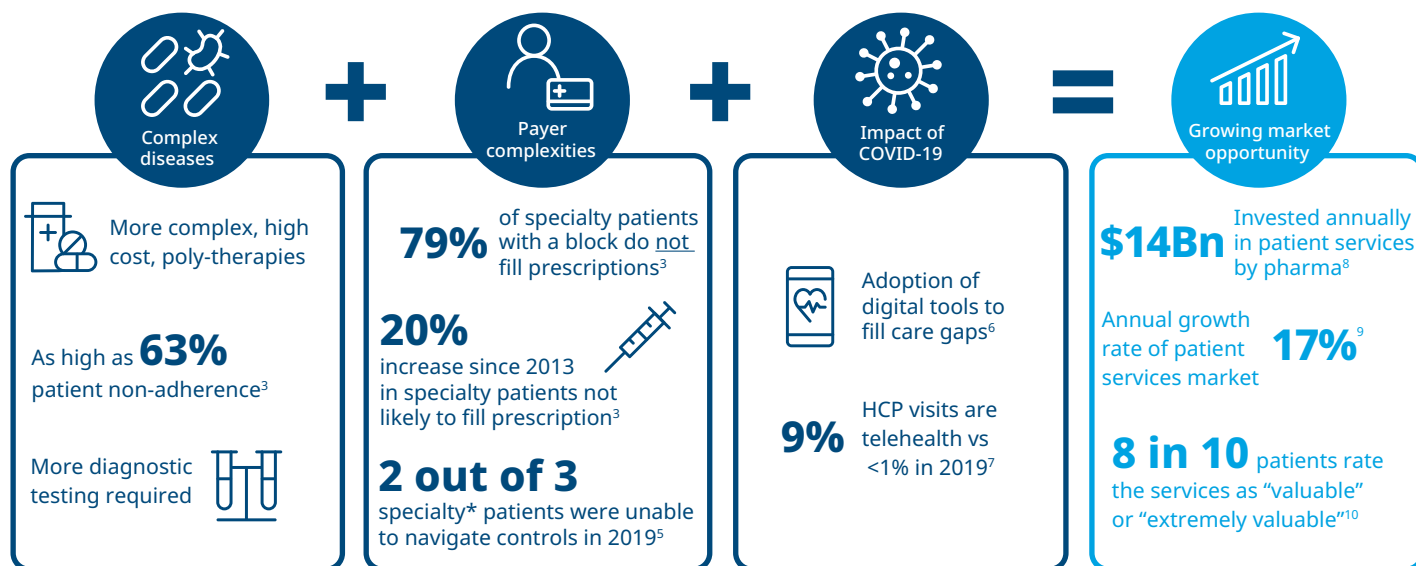 Complex
diseases
+
Payer
complexities
+
Impact of
COVID-19
=
Growing market
opportunity
More complex, high
cost, poly-therapies
As high as 63%
patient non-adherence³
More diagnostic
testing required
79% of specialty patients
with a block do not
fill prescriptions³
20%
increase since 2013
in specialty patients not
likely to fill prescription³
2 out of 3
specialty* patients were unable
to navigate controls in 2019⁵
Adoption of
digital tools to
fill care gaps⁶
9% HCP visits are
telehealth vs
<1% in 2019⁷
$14Bn Invested annually
in patient services
by pharma⁸
Annual growth
rate of patient
services market
17%⁹
8 in 10 patients rate
the services as “valuable”
or “extremely valuable”¹⁰